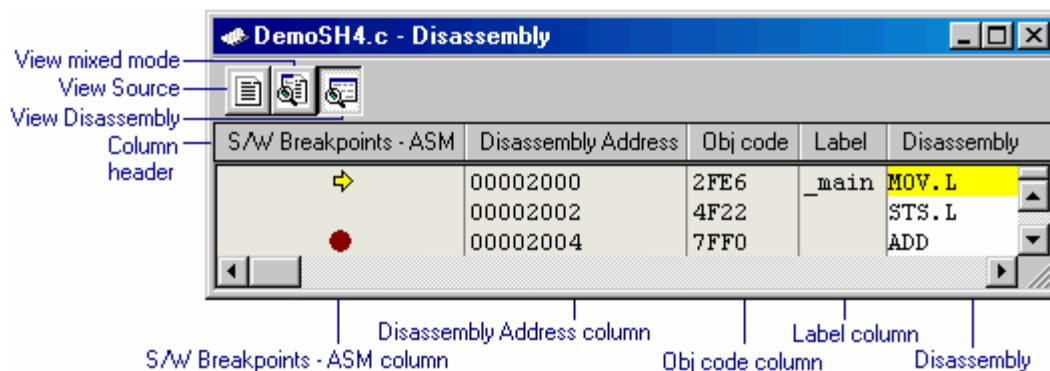 DemoSH4.c - Disassembly
View mixed mode
View Source
View Disassembly
Column header
S/W Breakpoints - ASM Disassembly Address Obj code Label Disassembly
00002000 2FE6 _main MOV.L
00002002 4F22 STS.L
00002004 7FF0 ADD
Disassembly Address column
Label column
S/W Breakpoints - ASM column
Obj code column
Disassembly